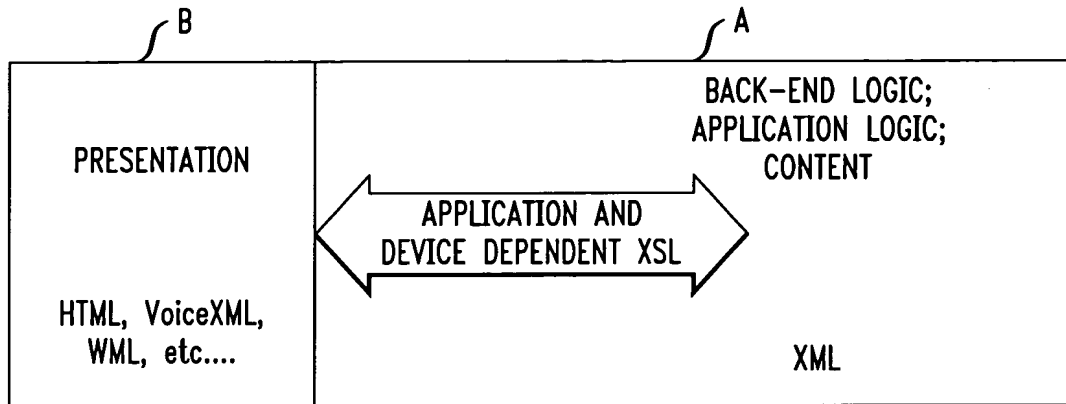 B
A
PRESENTATION
HTML, VoiceXML,
WML, etc....
APPLICATION AND
DEVICE DEPENDENT XSL
BACK-END LOGIC;
APPLICATION LOGIC;
CONTENT
XML